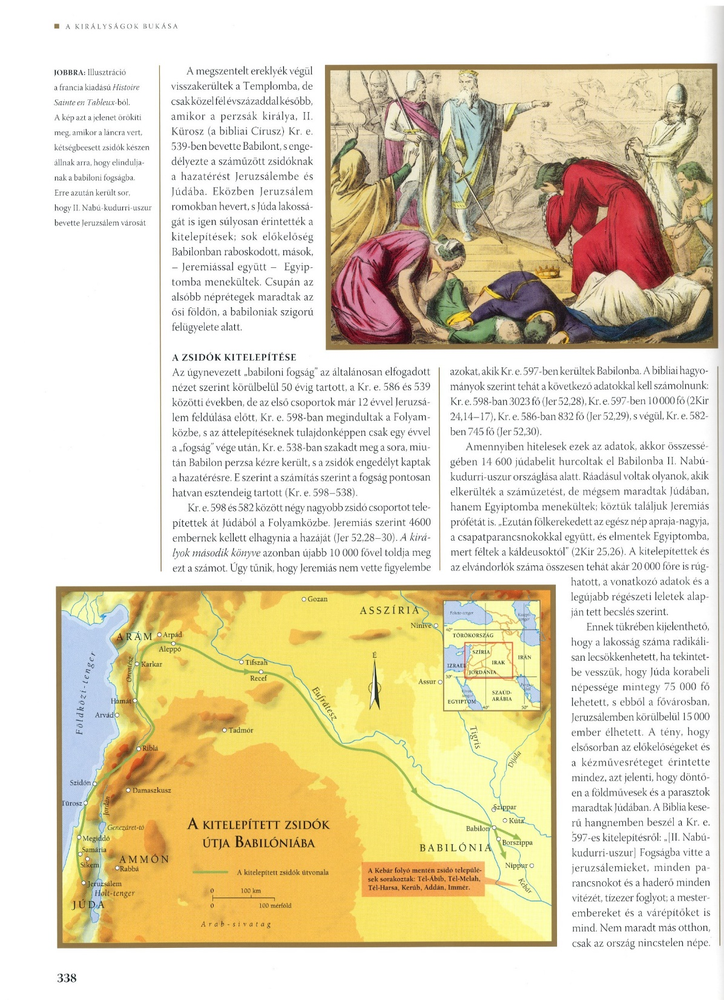 A KIRÁLYSÁGOK BUKÁSA
JOBBRA: Illusztráció
a francia kiadású Histoire
Sainte en Tableux-ból.
A kép azt a jelenet örökíti
meg, amikor a láncra vert,
kétségbeesett zsidók készen
állnak arra, hogy elindulja-
nak a babiloni fogságba.
Erre azután került sor,
hogy II. Nabú-kudurri-uszur
bevette Jeruzsálem városát
A megszentelt ereklyék végül
visszakerültek a Templomba, de
csak közel fél évszázaddal később,
amikor a perzsák királya, II.
Kürosz (a bibliai Círusz) Kr. e.
539-ben bevette Babilont, s enge-
délyezte a száműzött zsidóknak
a hazatérést Jeruzsálembe és
Júdába. Eközben Jeruzsálem
romokban hevert, s Júda lakossá-
gát is igen súlyosan érintették a
kitelepítések; sok előkelőség
Babilonban raboskodott, mások,
– Jeremiással együtt – Egyip-
tomba menekültek. Csupán az
alsóbb néprétegek maradtak az
ősi földön, a babiloniak szigorú
felügyelete alatt.
A ZSIDÓK KITELEPÍTÉSE
Az úgynevezett „babiloni fogság” az általánosan elfogadott
nézet szerint körülbelül 50 évig tartott, a Kr. e. 586 és 539
közötti években, de az első csoportok már 12 évvel Jeruzsá-
lem feldúlása előtt, Kr. e. 598-ban megindultak a Folyam-
közbe, s az áttelepítéseknek tulajdonképpen csak egy évvel
a „fogság” vége után, Kr. e. 538-ban szakadt meg a sora, miu-
tán Babilon perzsa kézre került, s a zsidók engedélyt kaptak
a hazatérésre. E szerint a számítás szerint a fogság pontosan
hatvan esztendeig tartott (Kr. e. 598–538).
Kr. e. 598 és 582 között négy nagyobb zsidó csoportot tele-
pítettek át Júdából a Folyamközbe. Jeremiás szerint 4600
embernek kellett elhagynia a hazáját (Jer 52,28–30). A kirá-
lyok második könyve azonban újabb 10 000 fővel toldja meg
ezt a számot. Úgy tűnik, hogy Jeremiás nem vette figyelembe
azokat, akik Kr. e. 597-ben kerültek Babilonba. A bibliai hagyo-
mányok szerint tehát a következő adatokkal kell számolnunk:
Kr. e. 598-ban 3023 fő (Jer 52,28), Kr. e. 597-ben 10 000 fő (2Kir
24,14–17), Kr. e. 586-ban 832 fő (Jer 52,29), s végül, Kr. e. 582-
ben 745 fő (Jer 52,30).
Amennyiben hitelesek ezek az adatok, akkor összessé-
gében 14 600 júdabelit hurcoltak el Babilonba II. Nabú-
kudurri-uszur országlása alatt. Ráadásul voltak olyanok, akik
elkerülték a száműzetést, de mégsem maradtak Júdában,
hanem Egyiptomba menekültek; köztük találjuk Jeremiás
prófétát is. „Ezután fölkerekedett az egész nép apraja-nagyja,
a csapatparancsnokokkal együtt, és elmentek Egyiptomba,
mert féltek a káldeusoktól” (2Kir 25,26). A kitelepítettek és
az elvándorlók száma összesen tehát akár 20 000 főre is rúg-
hatott, a vonatkozó adatok és a
legújabb régészeti leletek alap-
ján tett becslés szerint.
Ennek tükrében kijelenthető,
hogy a lakosság száma radikáli-
san lecsökkenhetett, ha tekintet-
be vesszük, hogy Júda korabeli
népessége mintegy 75 000 fő
lehetett, s ebből a fővárosban,
Jeruzsálemben körülbelül 15 000
ember élhetett. A tény, hogy
elsősorban az előkelőségeket és
a kézművesréteget érintette
mindez, azt jelenti, hogy döntő-
en a földművesek és a parasztok
maradtak Júdában. A Biblia kese-
rű hangnemben beszél a Kr. e.
597-es kitelepítésről: „[II. Nabú-
kudurri-uszur] Fogságba vitte a
jeruzsálemieket, minden pa-
rancsnokot és a haderő minden
vitézét, tízezer foglyot; a mester-
embereket és a várépítőket is
mind. Nem maradt más otthon,
csak az ország nincstelen népe.
Gozan
ASSZÍRIA
Ninive
ARÁM
Arpád
Aleppó
Karkar
Orontész
Tifszah
Recef
Assur
Földközi-tenger
Hamát
Arvád
Eufrátesz
Tadmór
Tigris
Dijála
Riblá
Szidón
Damaszkusz
Türosz
Jordán
Genezáret-tó
Megiddó
Samária
Sikem
AMMÓN
Rabbá
Jeruzsálem
Holt-tenger
JÚDA
Szippar
Kúta
Babilon
Borszippa
BABILÓNIA
Nippur
Kebár
É
A KITELEPÍTETT ZSIDÓK
ÚTJA BABILÓNIÁBA
A kitelepített zsidók útvonala
0 100 km
0 100 mérföld
Arab-sivatag
A Kebár folyó mentén zsidó települé-
sek sorakoztak: Tél-Ábíb, Tél-Melah,
Tél-Harsa, Kerúb, Addán, Immér.
Fekete-tenger
Kaszpi-
tenger
40°
TÖRÖKORSZÁG
SZÍRIA
IRÁN
IRAK
IZRAEL
JORDÁNIA
30°
SZAÚD-
ARÁBIA
EGYIPTOM
40°
50°
338